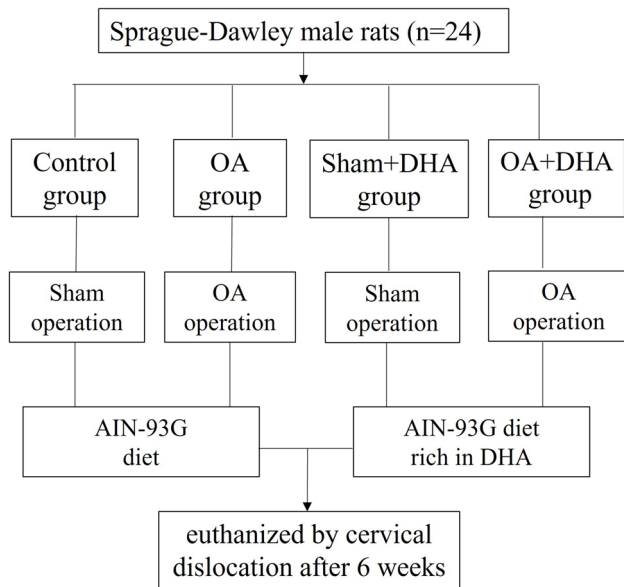 Sprague-Dawley male rats (n=24)
Control
group
OA
group
Sham+DHA
group
OA+DHA
group
Sham
operation
OA
operation
Sham
operation
OA
operation
AIN-93G
diet
AIN-93G diet
rich in DHA
euthanized by cervical
dislocation after 6 weeks